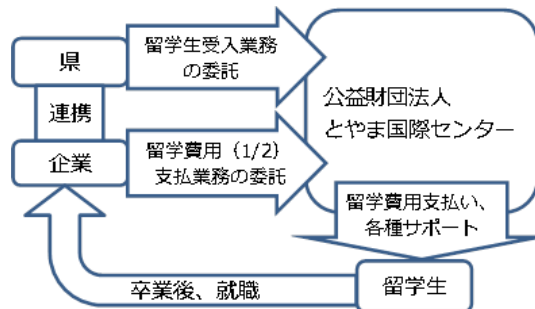 県
留学生受入業務
の委託
連携
公益財団法人
とやま国際センター
企業
留学費用（1/2）
支払業務の委託
留学費用支払い、
各種サポート
卒業後、就職
留学生